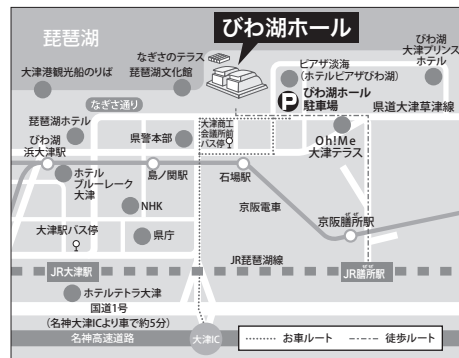 琵琶湖
びわ湖ホール
なぎさのテラス
琵琶湖文化館
大津港観光船のりば
びわ湖
大津プリンス
ホテル
ピアザ淡海
(ホテルピアザびわ湖)
P
びわ湖ホール
駐車場
県道大津草津線
なぎさ通り
琵琶湖ホテル
県警本部
大津商工
会議所前
バス停
Oh!Me
大津テラス
びわ湖
浜大津駅
島ノ関駅
石場駅
ホテル
ブルーレーク
大津
NHK
京阪電車
京阪膳所駅
ぜぜ
大津駅バス停
県庁
JR琵琶湖線
JR大津駅
JR膳所駅
ぜぜ
ホテルテトラ大津
国道1号
(名神大津ICより車で約5分)
名神高速道路
大津IC
お車ルート
徒歩ルート